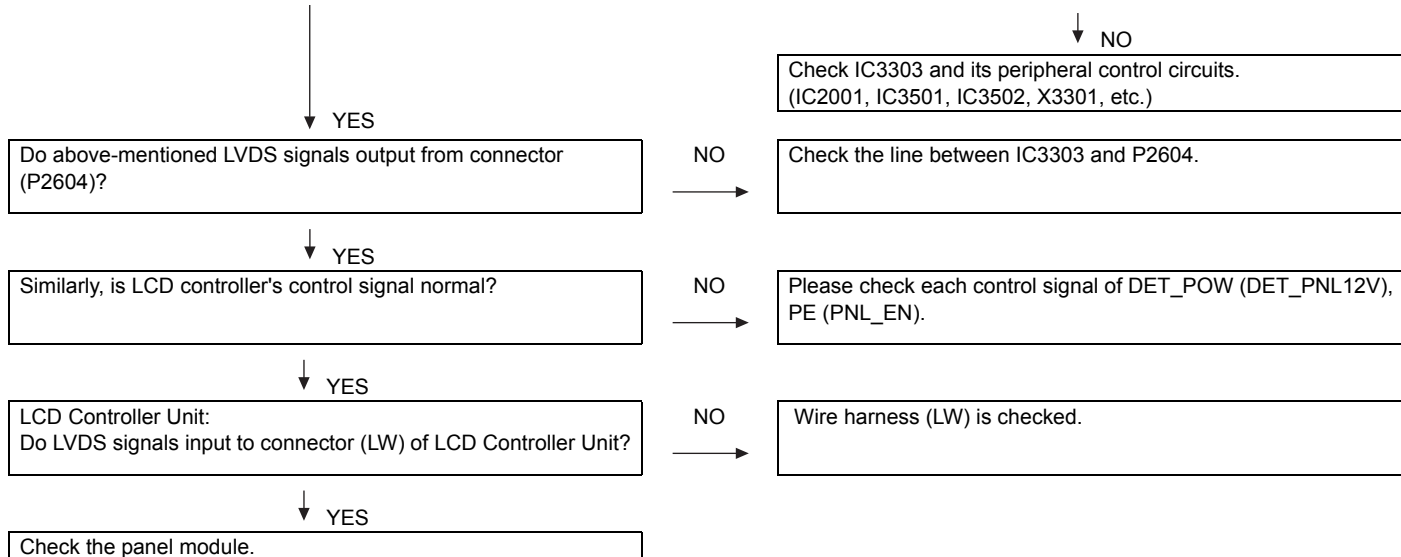 NO
Check IC3303 and its peripheral control circuits.
(IC2001, IC3501, IC3502, X3301, etc.)
YES
Do above-mentioned LVDS signals output from connector
(P2604)?
NO
Check the line between IC3303 and P2604.
YES
Similarly, is LCD controller's control signal normal?
NO
Please check each control signal of DET_POW (DET_PNL12V),
PE (PNL_EN).
YES
LCD Controller Unit:
Do LVDS signals input to connector (LW) of LCD Controller Unit?
NO
Wire harness (LW) is checked.
YES
Check the panel module.